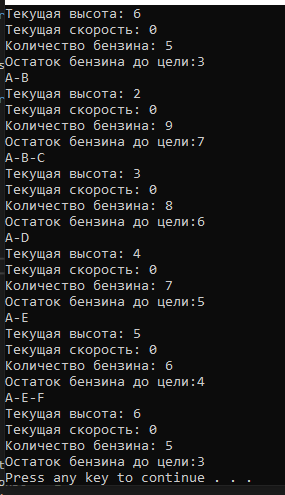 Текущая высота: 6
Текущая скорость: 0
Количество бензина: 5
Остаток бензина до цели:3
A-B
Текущая высота: 2
Текущая скорость: 0
Количество бензина: 9
Остаток бензина до цели:7
A-B-C
Текущая высота: 3
Текущая скорость: 0
Количество бензина: 8
Остаток бензина до цели:6
A-D
Текущая высота: 4
Текущая скорость: 0
Количество бензина: 7
Остаток бензина до цели:5
A-E
Текущая высота: 5
Текущая скорость: 0
Количество бензина: 6
Остаток бензина до цели:4
A-E-F
Текущая высота: 6
Текущая скорость: 0
Количество бензина: 5
Остаток бензина до цели:3
Press any key to continue . . .